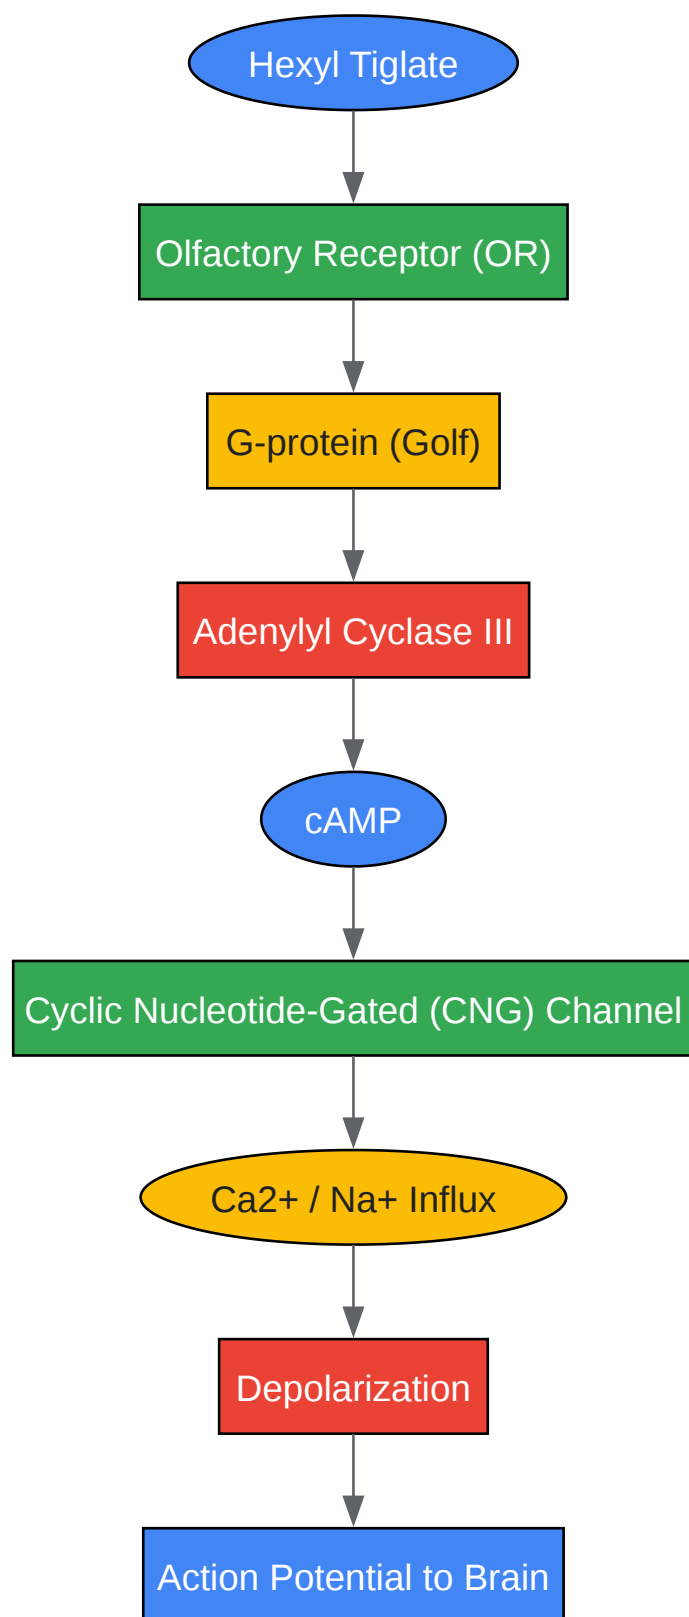 Hexyl Tiglate
Olfactory Receptor (OR)
G-protein (Golf)
Adenylyl Cyclase III
cAMP
Cyclic Nucleotide-Gated (CNG) Channel
Ca2+ / Na+ Influx
Depolarization
Action Potential to Brain